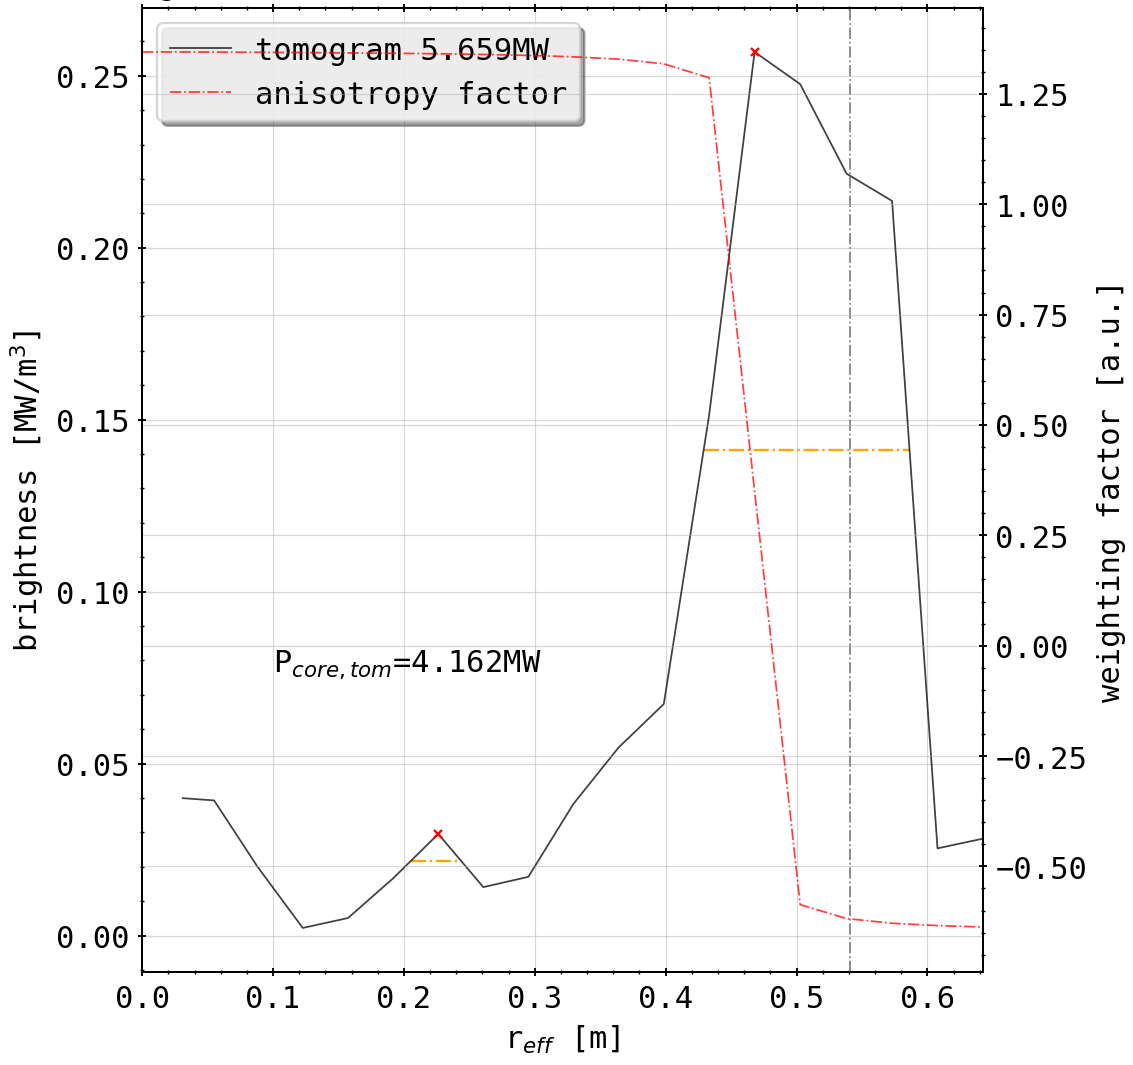 tomogram 5.659MW
anisotropy factor
0.25
0.20
0.15
0.10
0.05
0.00
brightness [MW/m³]
1.25
1.00
0.75
0.50
0.25
0.00
−0.25
−0.50
weighting factor [a.u.]
P_core,tom=4.162MW
0.0 0.1 0.2 0.3 0.4 0.5 0.6
r_eff [m]